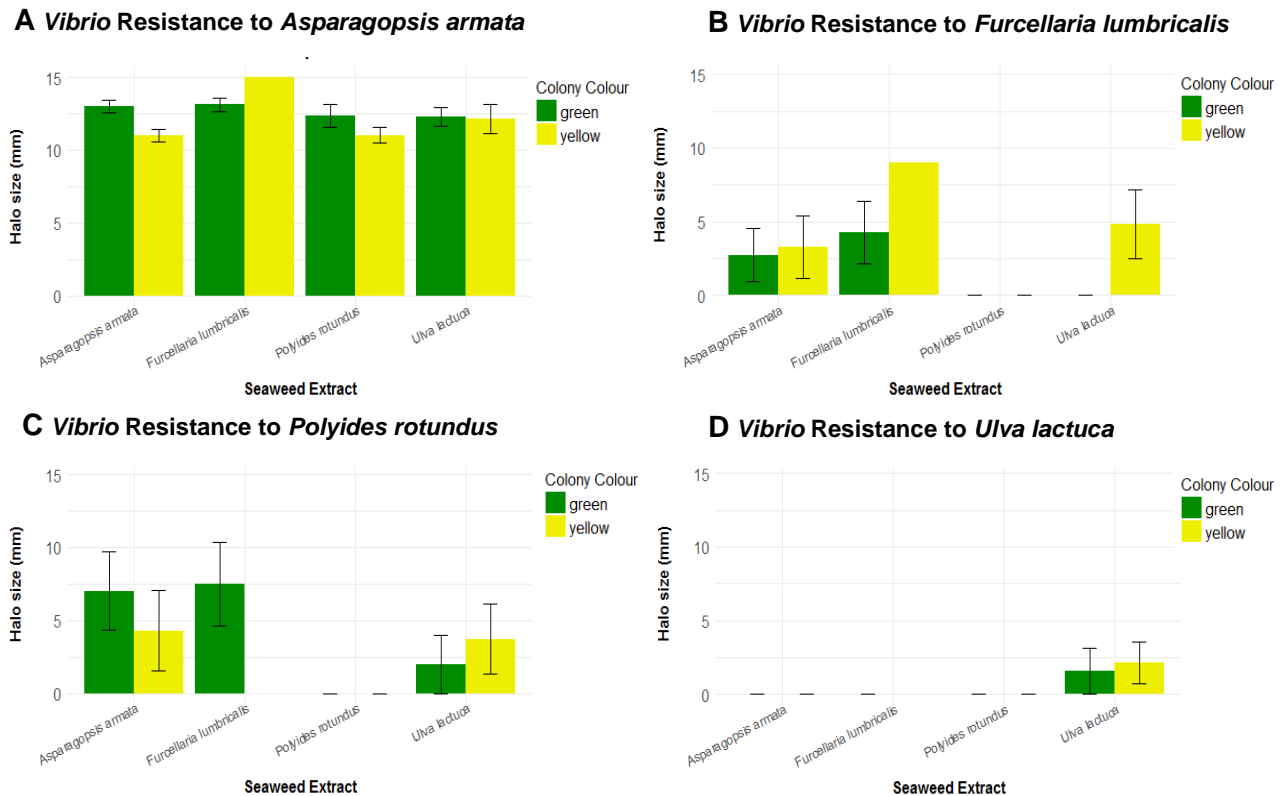 A Vibrio Resistance to Asparagopsis armata
Halo size (mm)
15
10
5
0
Asparagopsis armata
Furcellaria lumbricalis
Polyides rotundus
Ulva lactuca
Seaweed Extract
Colony Colour
green
yellow
B Vibrio Resistance to Furcellaria lumbricalis
Halo size (mm)
15
10
5
0
Asparagopsis armata
Furcellaria lumbricalis
Polyides rotundus
Ulva lactuca
Seaweed Extract
Colony Colour
green
yellow
C Vibrio Resistance to Polyides rotundus
Halo size (mm)
15
10
5
0
Asparagopsis armata
Furcellaria lumbricalis
Polyides rotundus
Ulva lactuca
Seaweed Extract
Colony Colour
green
yellow
D Vibrio Resistance to Ulva lactuca
Halo size (mm)
15
10
5
0
Asparagopsis armata
Furcellaria lumbricalis
Polyides rotundus
Ulva lactuca
Seaweed Extract
Colony Colour
green
yellow